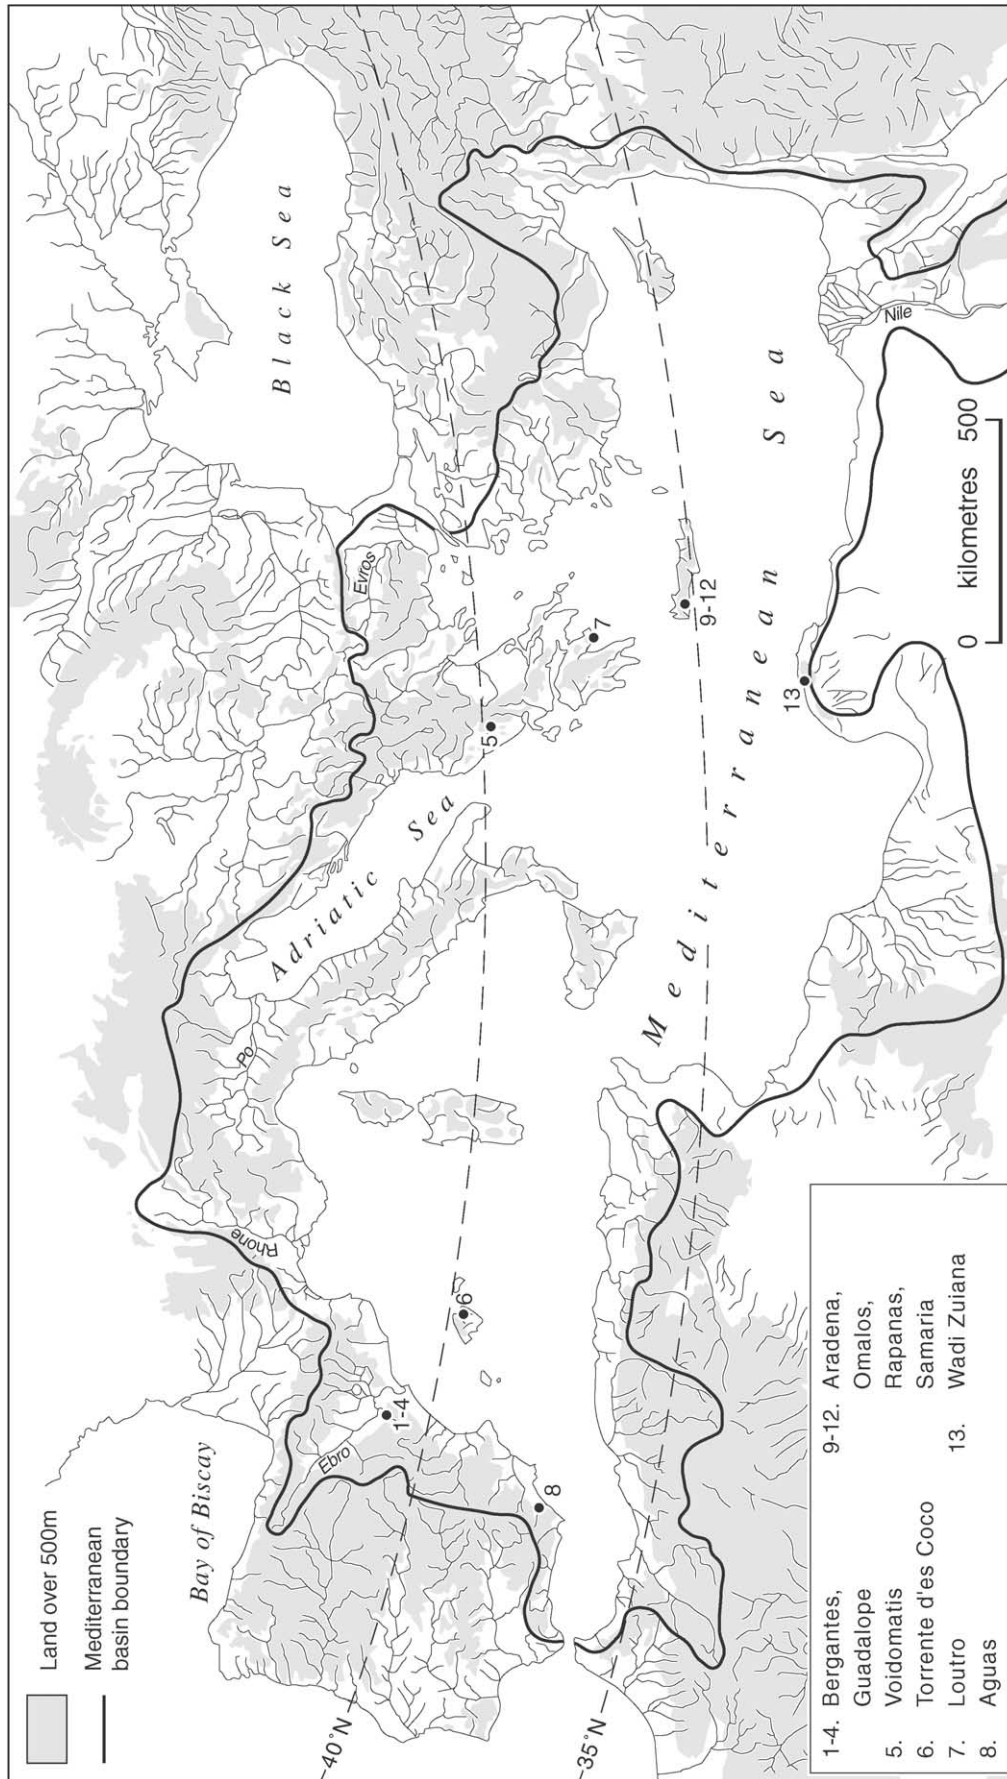 Land over 500m
Mediterranean
basin boundary
Bay of Biscay
Black Sea
Adriatic Sea
Mediterranean Sea
Rhone
Po
Ebro
Evros
Nile
40°N
35°N
1-4
5
6
7
8
9-12
13
0 kilometres 500
1-4. Bergantes,
Guadalope
5. Voidomatis
6. Torrente d'es Coco
7. Loutro
8. Aguas
9-12. Aradena,
Omalos,
Rapanas,
Samaria
13. Wadi Zuiana